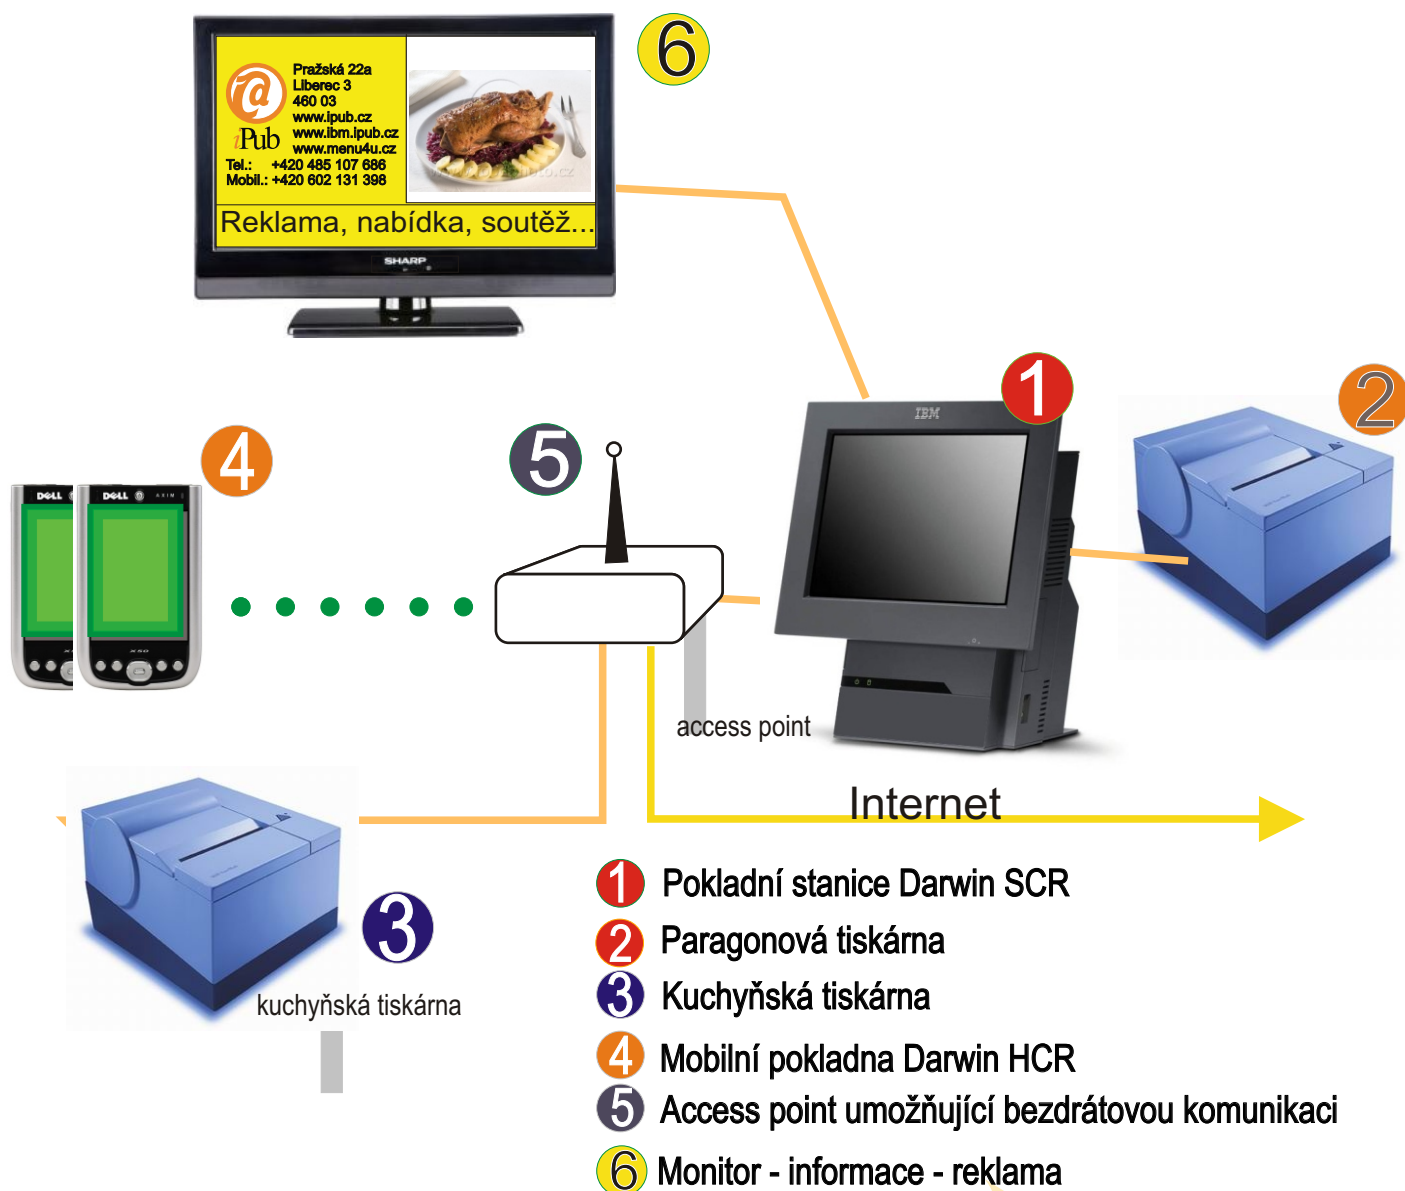 6
Pražská 22a
Liberec 3
460 03
www.ipub.cz
www.ibm.ipub.cz
www.menu4u.cz
iPub
Tel.: +420 485 107 686
Mobil.: +420 602 131 398
Reklama, nabídka, soutěž...
SHARP
1
2
IBM
4
5
DELL
DELL AXIM
X50
access point
Internet
3
kuchyňská tiskárna
1 Pokladní stanice Darwin SCR
2 Paragonová tiskárna
3 Kuchyňská tiskárna
4 Mobilní pokladna Darwin HCR
5 Access point umožňující bezdrátovou komunikaci
6 Monitor - informace - reklama